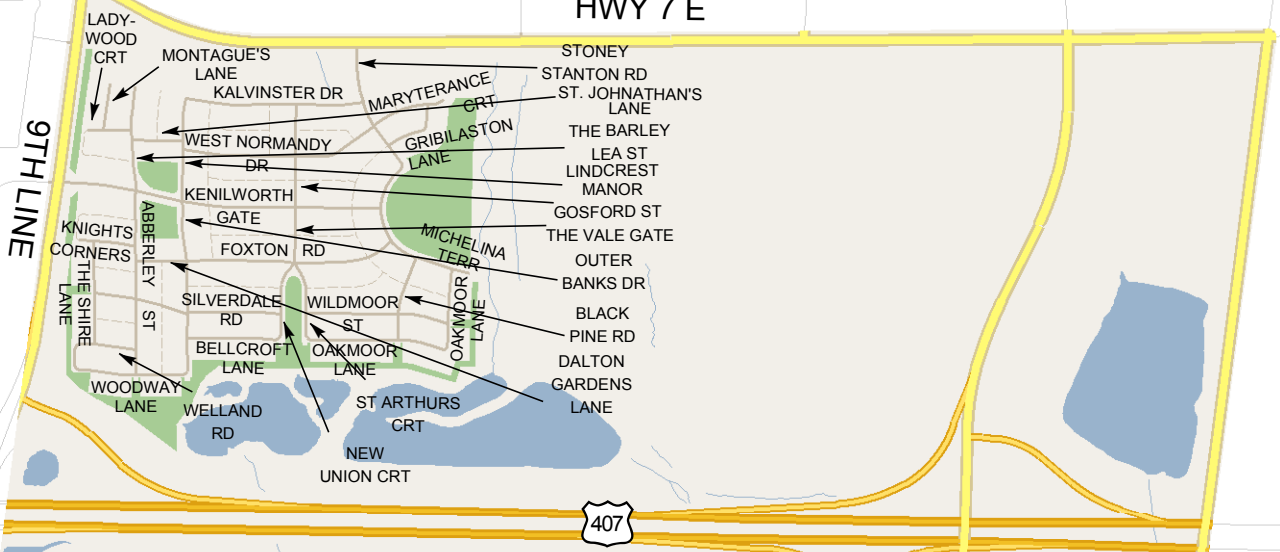 HWY 7 E
LADY-
WOOD
CRT
MONTAGUE'S
LANE
KALVINSTER DR
MARYTERANCE
CRT
STONEY
STANTON RD
ST. JOHNATHAN'S
LANE
WEST NORMANDY
DR
GRIBILASTON
LANE
THE BARLEY
LEA ST
LINDCREST
MANOR
9TH LINE
KENILWORTH
GATE
GOSFORD ST
THE VALE GATE
ABBERLEY
ST
KNIGHTS
CORNERS
FOXTON RD
MICHELINA
TERR
OUTER
BANKS DR
THE SHIRE
LANE
SILVERDALE
RD
WILDMOOR
ST
OAKMOOR
LANE
BLACK
PINE RD
BELLCROFT
LANE
OAKMOOR
LANE
DALTON
GARDENS
LANE
WOODWAY
LANE
WELLAND
RD
ST ARTHURS
CRT
NEW
UNION CRT
407